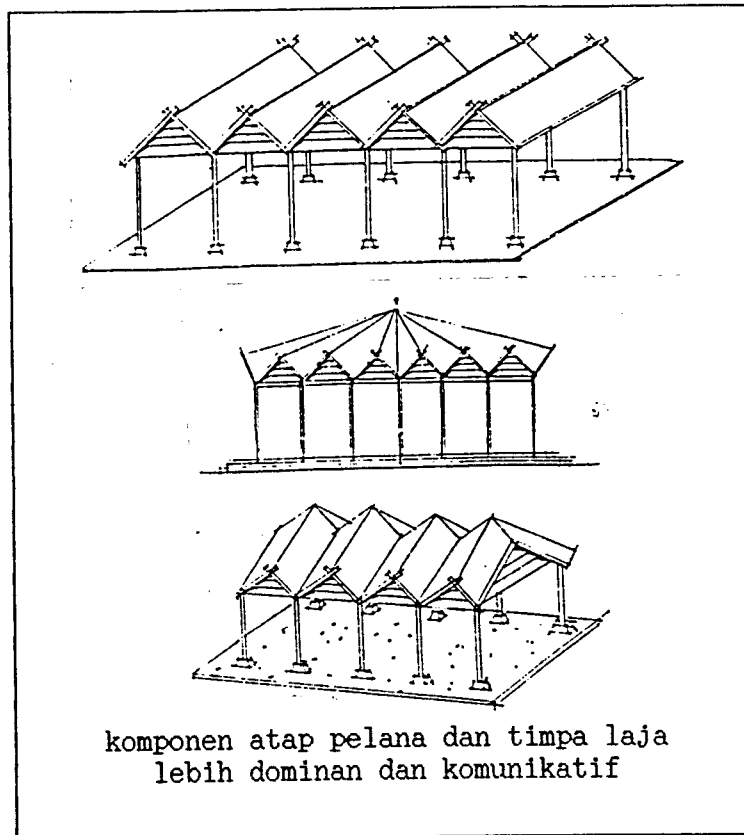 komponen atap pelana dan timpa laja
lebih dominan dan komunikatif